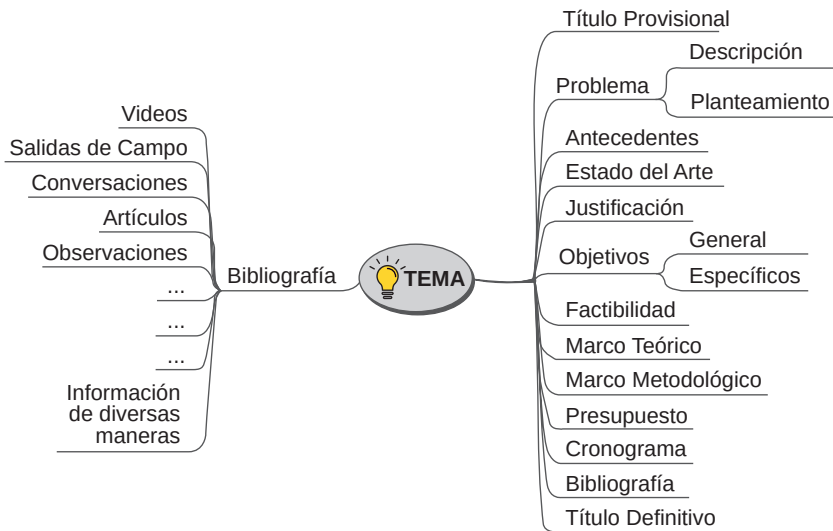 Videos
Salidas de Campo
Conversaciones
Artículos
Observaciones
...
...
...
Información
de diversas
maneras
Bibliografía
TEMA
Título Provisional
Problema
Descripción
Planteamiento
Antecedentes
Estado del Arte
Justificación
Objetivos
General
Específicos
Factibilidad
Marco Teórico
Marco Metodológico
Presupuesto
Cronograma
Bibliografía
Título Definitivo